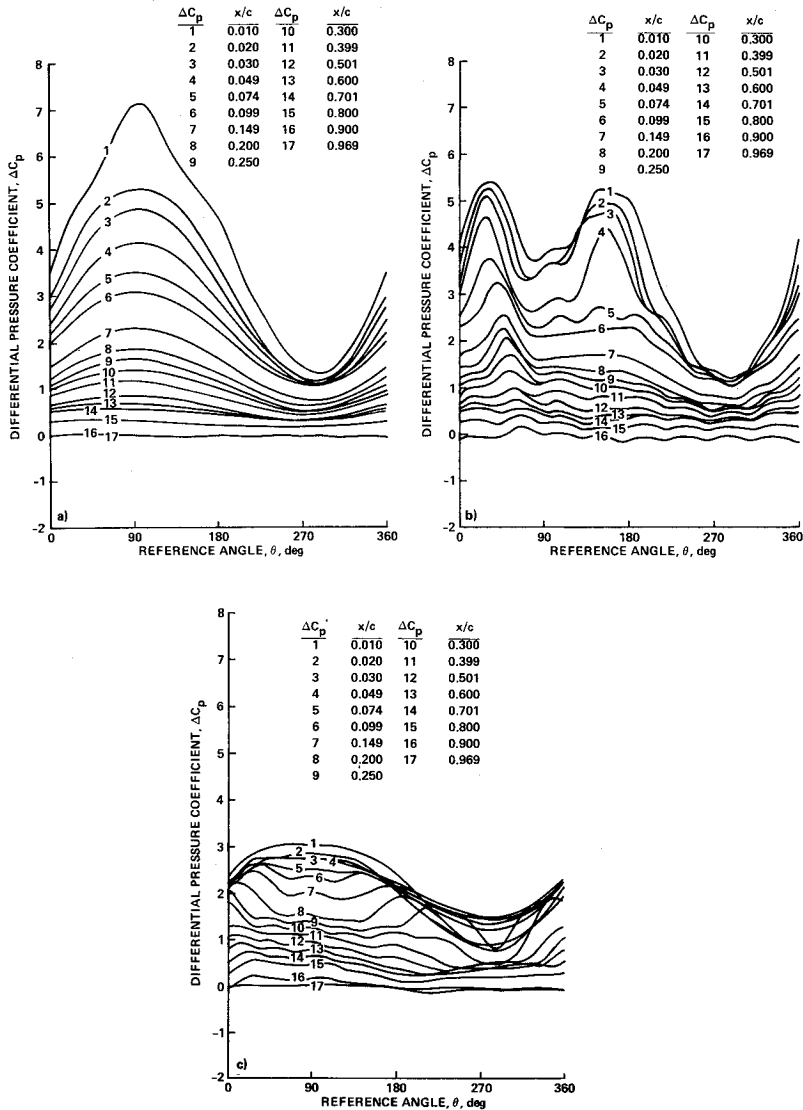 ΔCp x/c ΔCp x/c
1 0.010 10 0.300
2 0.020 11 0.399
3 0.030 12 0.501
4 0.049 13 0.600
5 0.074 14 0.701
6 0.099 15 0.800
7 0.149 16 0.900
8 0.200 17 0.969
9 0.250
DIFFERENTIAL PRESSURE COEFFICIENT, ΔCp
8
7
6
5
4
3
2
1
0
−1
−2
1
2
3
4
5
6
7
8
9
10
11
12
13
14
15
16 17
a)
0 90 180 270 360
REFERENCE ANGLE, θ, deg
ΔCp x/c ΔCp x/c
1 0.010 10 0.300
2 0.020 11 0.399
3 0.030 12 0.501
4 0.049 13 0.600
5 0.074 14 0.701
6 0.099 15 0.800
7 0.149 16 0.900
8 0.200 17 0.969
9 0.250
DIFFERENTIAL PRESSURE COEFFICIENT, ΔCp
8
7
6
5
4
3
2
1
0
−1
−2
1
2
3
4
5
6
7
8
9
10
11
12
13
14
15
16
b)
0 90 180 270 360
REFERENCE ANGLE, θ, deg
ΔCp x/c ΔCp x/c
1 0.010 10 0.300
2 0.020 11 0.399
3 0.030 12 0.501
4 0.049 13 0.600
5 0.074 14 0.701
6 0.099 15 0.800
7 0.149 16 0.900
8 0.200 17 0.969
9 0.250
DIFFERENTIAL PRESSURE COEFFICIENT, ΔCp
8
7
6
5
4
3
2
1
0
−1
−2
1
2
3 4
5
6
7
8
9
10
11
12
13
14
15
16
17
c)
0 90 180 270 360
REFERENCE ANGLE, θ, deg